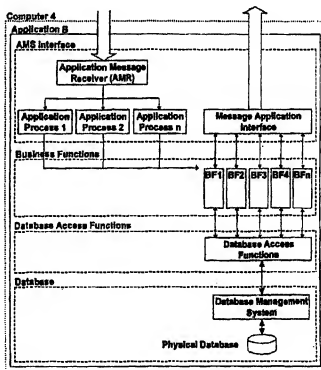 Computer 4
Application B
AMS Interface
Application Message
Receiver (AMR)
Application
Process 1
Application
Process 2
Application
Process n
Message Application
Interface
Business Functions
BF1
BF2
BF3
BF4
BFn
Database Access Functions
Database Access
Functions
Database
Database Management
System
Physical Database